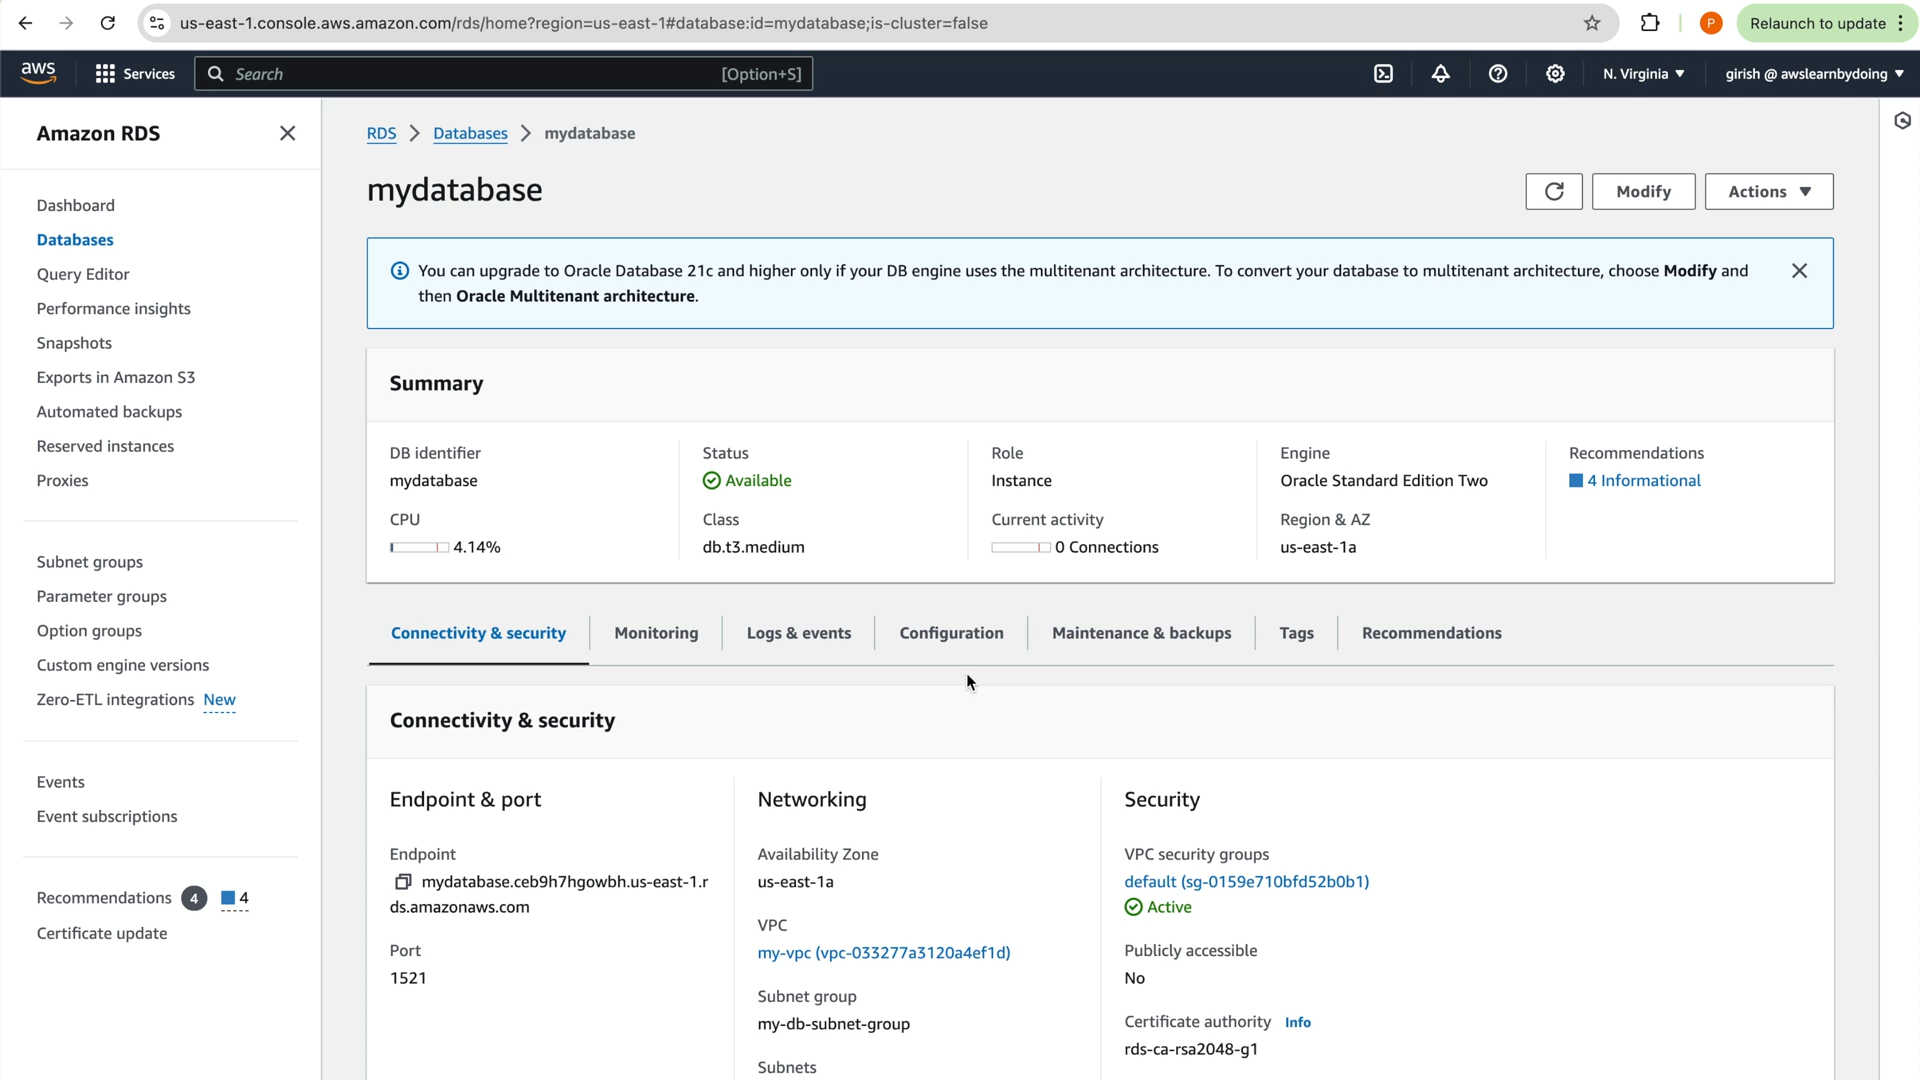 us-east-1.console.aws.amazon.com/rds/home?region=us-east-1#database:id=mydatabase;is-cluster=false
P
Relaunch to update
aws
Services
Search
[Option+S]
N. Virginia
girish @ awslearnbydoing
Amazon RDS
Dashboard
Databases
Query Editor
Performance insights
Snapshots
Exports in Amazon S3
Automated backups
Reserved instances
Proxies
Subnet groups
Parameter groups
Option groups
Custom engine versions
Zero-ETL integrations New
Events
Event subscriptions
Recommendations 4 4
Certificate update
RDS > Databases > mydatabase
mydatabase
Modify
Actions
You can upgrade to Oracle Database 21c and higher only if your DB engine uses the multitenant architecture. To convert your database to multitenant architecture, choose Modify and
then Oracle Multitenant architecture.
Summary
DB identifier
mydatabase
CPU
4.14%
Status
Available
Class
db.t3.medium
Role
Instance
Current activity
0 Connections
Engine
Oracle Standard Edition Two
Region & AZ
us-east-1a
Recommendations
4 Informational
Connectivity & security
Monitoring
Logs & events
Configuration
Maintenance & backups
Tags
Recommendations
Connectivity & security
Endpoint & port
Endpoint
mydatabase.ceb9h7hgowbh.us-east-1.r
ds.amazonaws.com
Port
1521
Networking
Availability Zone
us-east-1a
VPC
my-vpc (vpc-033277a3120a4ef1d)
Subnet group
my-db-subnet-group
Subnets
Security
VPC security groups
default (sg-0159e710bfd52b0b1)
Active
Publicly accessible
No
Certificate authority Info
rds-ca-rsa2048-g1